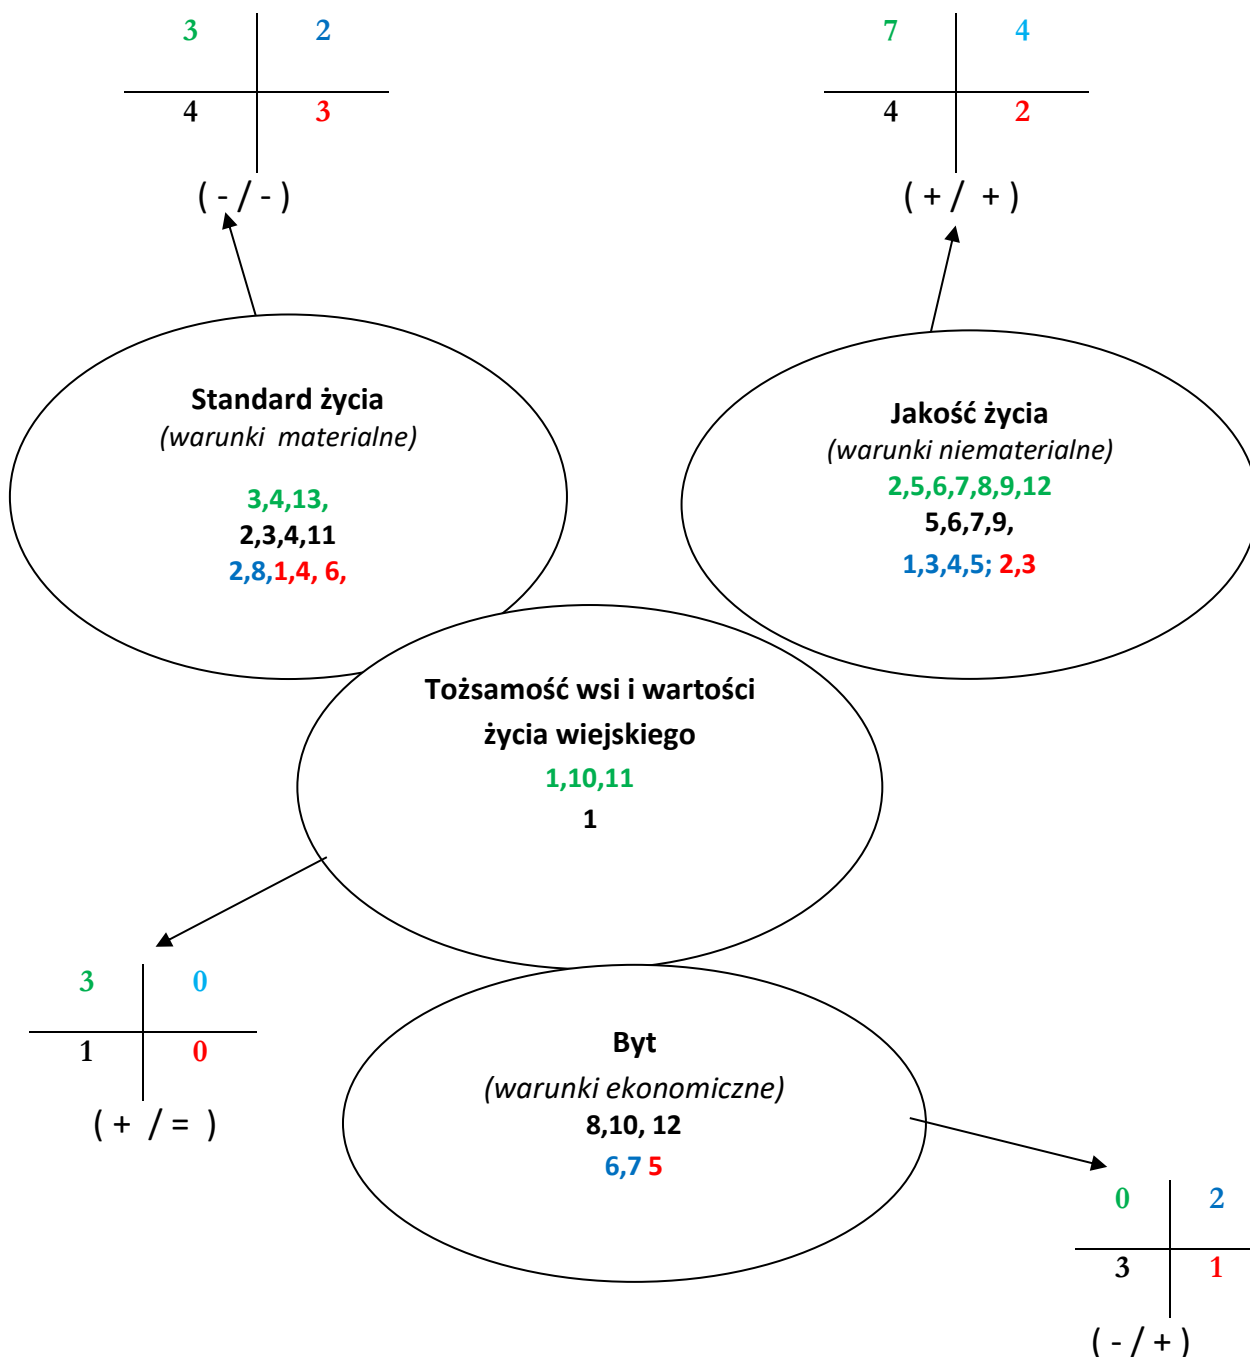 3 2
4 3
( - / - )
7 4
4 2
( + / + )
Standard życia
(warunki materialne)
3,4,13,
2,3,4,11
2,8,1,4, 6,
Jakość życia
(warunki niematerialne)
2,5,6,7,8,9,12
5,6,7,9,
1,3,4,5; 2,3
Tożsamość wsi i wartości
życia wiejskiego
1,10,11
1
3 0
1 0
( + / = )
Byt
(warunki ekonomiczne)
8,10, 12
6,7 5
0 2
3 1
( - / + )